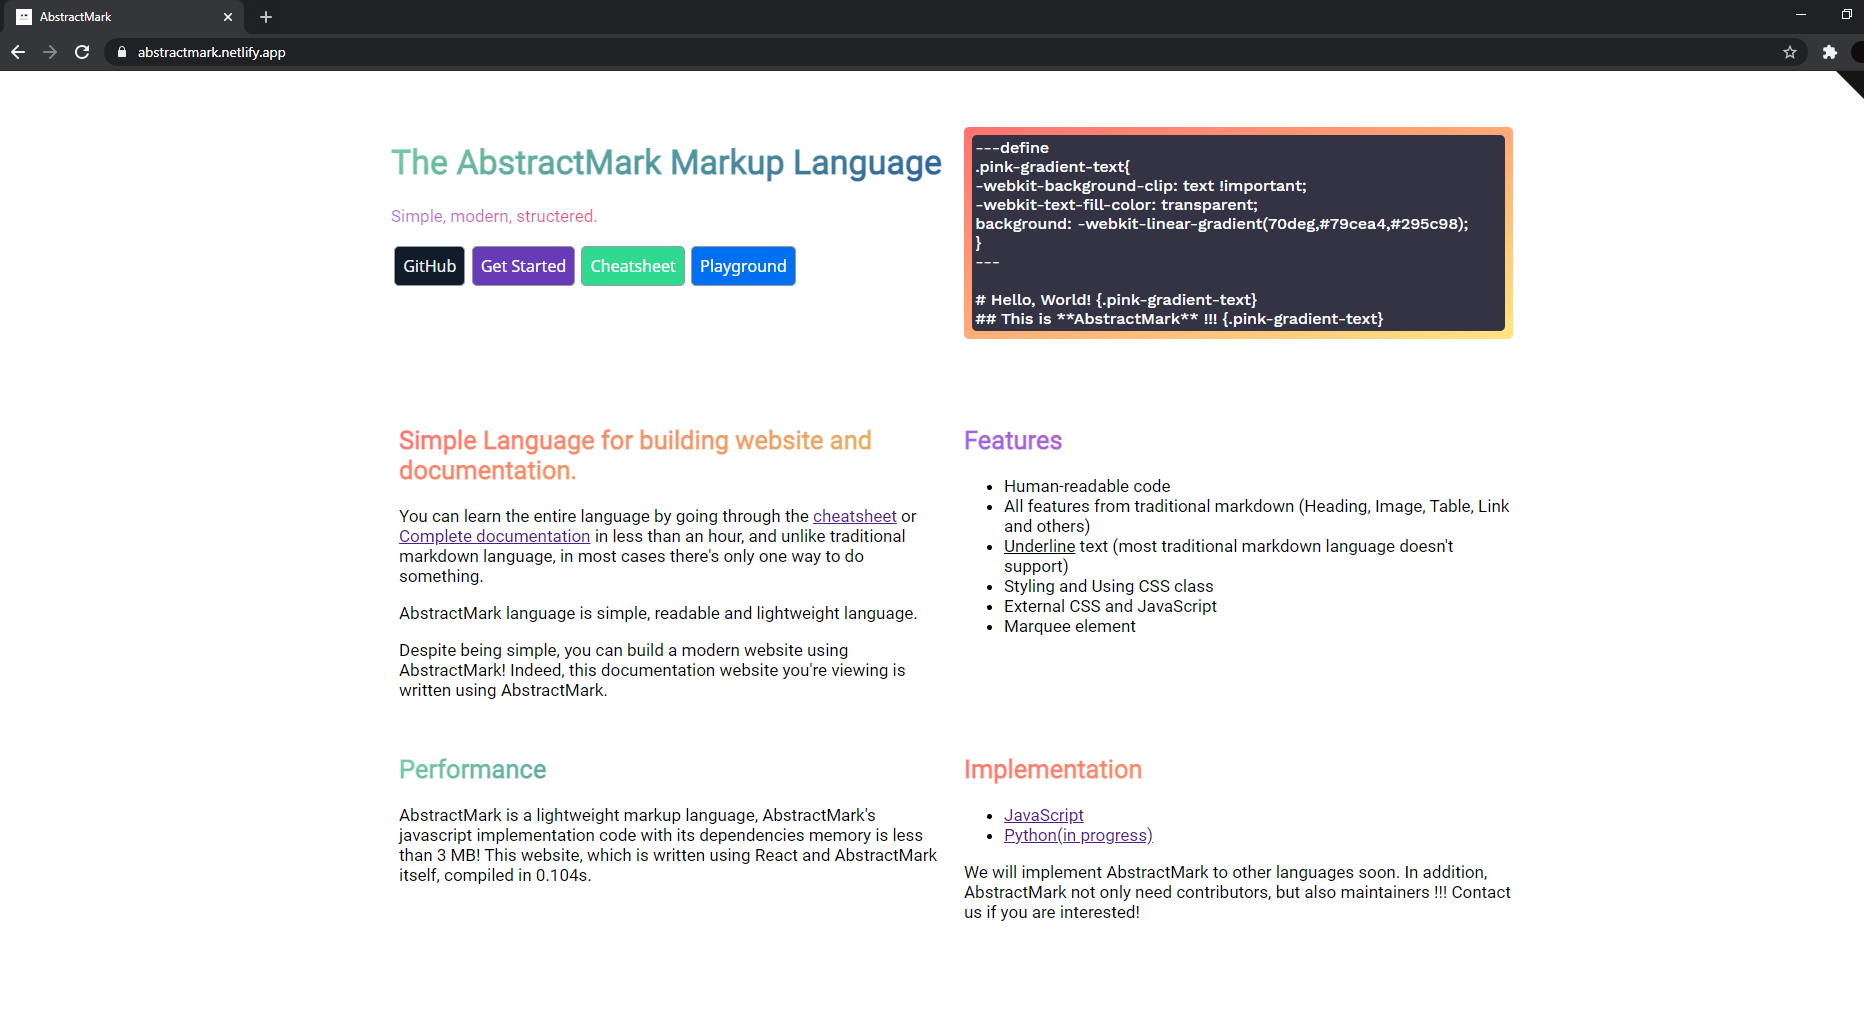 AbstractMark
abstractmark.netlify.app
The AbstractMark Markup Language
Simple, modern, structered.
GitHub
Get Started
Cheatsheet
Playground
---define
.pink-gradient-text{
-webkit-background-clip: text !important;
-webkit-text-fill-color: transparent;
background: -webkit-linear-gradient(70deg,#79cea4,#295c98);
}
---
# Hello, World! {.pink-gradient-text}
## This is **AbstractMark** !!! {.pink-gradient-text}
Simple Language for building website and
documentation.
You can learn the entire language by going through the cheatsheet or
Complete documentation in less than an hour, and unlike traditional
markdown language, in most cases there's only one way to do
something.
AbstractMark language is simple, readable and lightweight language.
Despite being simple, you can build a modern website using
AbstractMark! Indeed, this documentation website you're viewing is
written using AbstractMark.
Features
Human-readable code
All features from traditional markdown (Heading, Image, Table, Link
and others)
Underline text (most traditional markdown language doesn't
support)
Styling and Using CSS class
External CSS and JavaScript
Marquee element
Performance
AbstractMark is a lightweight markup language, AbstractMark's
javascript implementation code with its dependencies memory is less
than 3 MB! This website, which is written using React and AbstractMark
itself, compiled in 0.104s.
Implementation
JavaScript
Python(in progress)
We will implement AbstractMark to other languages soon. In addition,
AbstractMark not only need contributors, but also maintainers !!! Contact
us if you are interested!